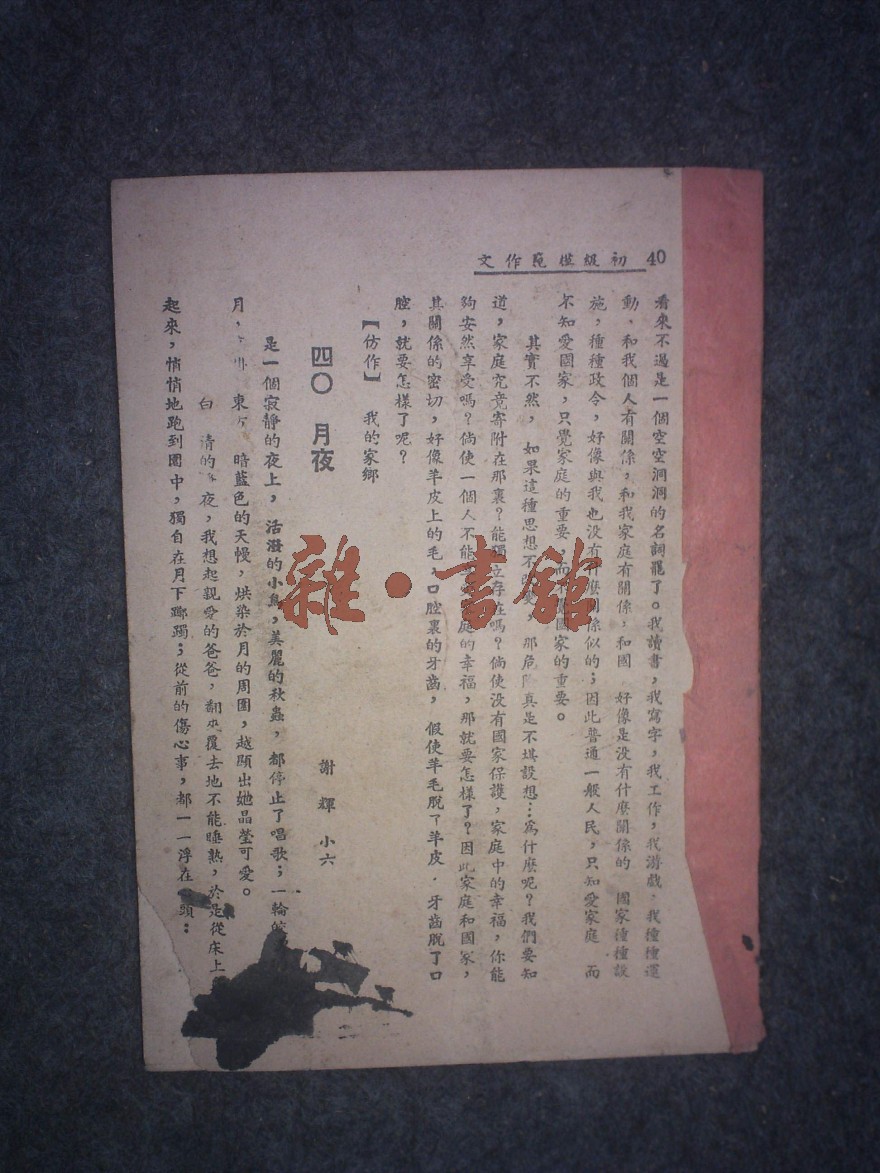 40 初級模範作文
看來不過是一個空空洞洞的名詞罷了。我讀書，我寫字，我工作，我游戲，我種種運
動，和我個人有關係，和我家庭有關係，和國 好像是没有什麼關係的 國家種種設
施，種種政令，好像與我也没有什麼關係似的；因此普通一般人民，只知愛家庭 而
不知愛國家，只覺家庭的重要，而不覺國家的重要。
其實不然， 如果這種思想不 ，那危 真是不堪設想…爲什麼呢？我們要知
道，家庭究竟寄附在那裏？能獨立存在嗎？倘使没有國家保護，家庭中的幸福，你能
夠安然享受嗎？倘使一個人不能 庭的幸福，那就要怎樣了？因此家庭和國家，
其關係的密切，好像羊皮上的毛，口腔裏的牙齒， 假使羊毛脫了羊皮．牙齒脫了口
腔，就要怎樣了呢？
【仿作】 我的家鄉
四〇 月夜
謝輝 小六
是一個寂靜的夜上， 活潑的小鳥，美麗的秋蟲， 都停止了唱歌；一輪
月， 東 暗藍色的天幔，烘染於月的周圍，越顯出她晶瑩可愛。
白 清的 夜，我想起親愛的爸爸，翻來覆去地不能睡熟，於是從床上
起來，悄悄地跑到園中，獨自在月下躑躅；從前的傷心事，都一一浮在 頭：
雜·書館